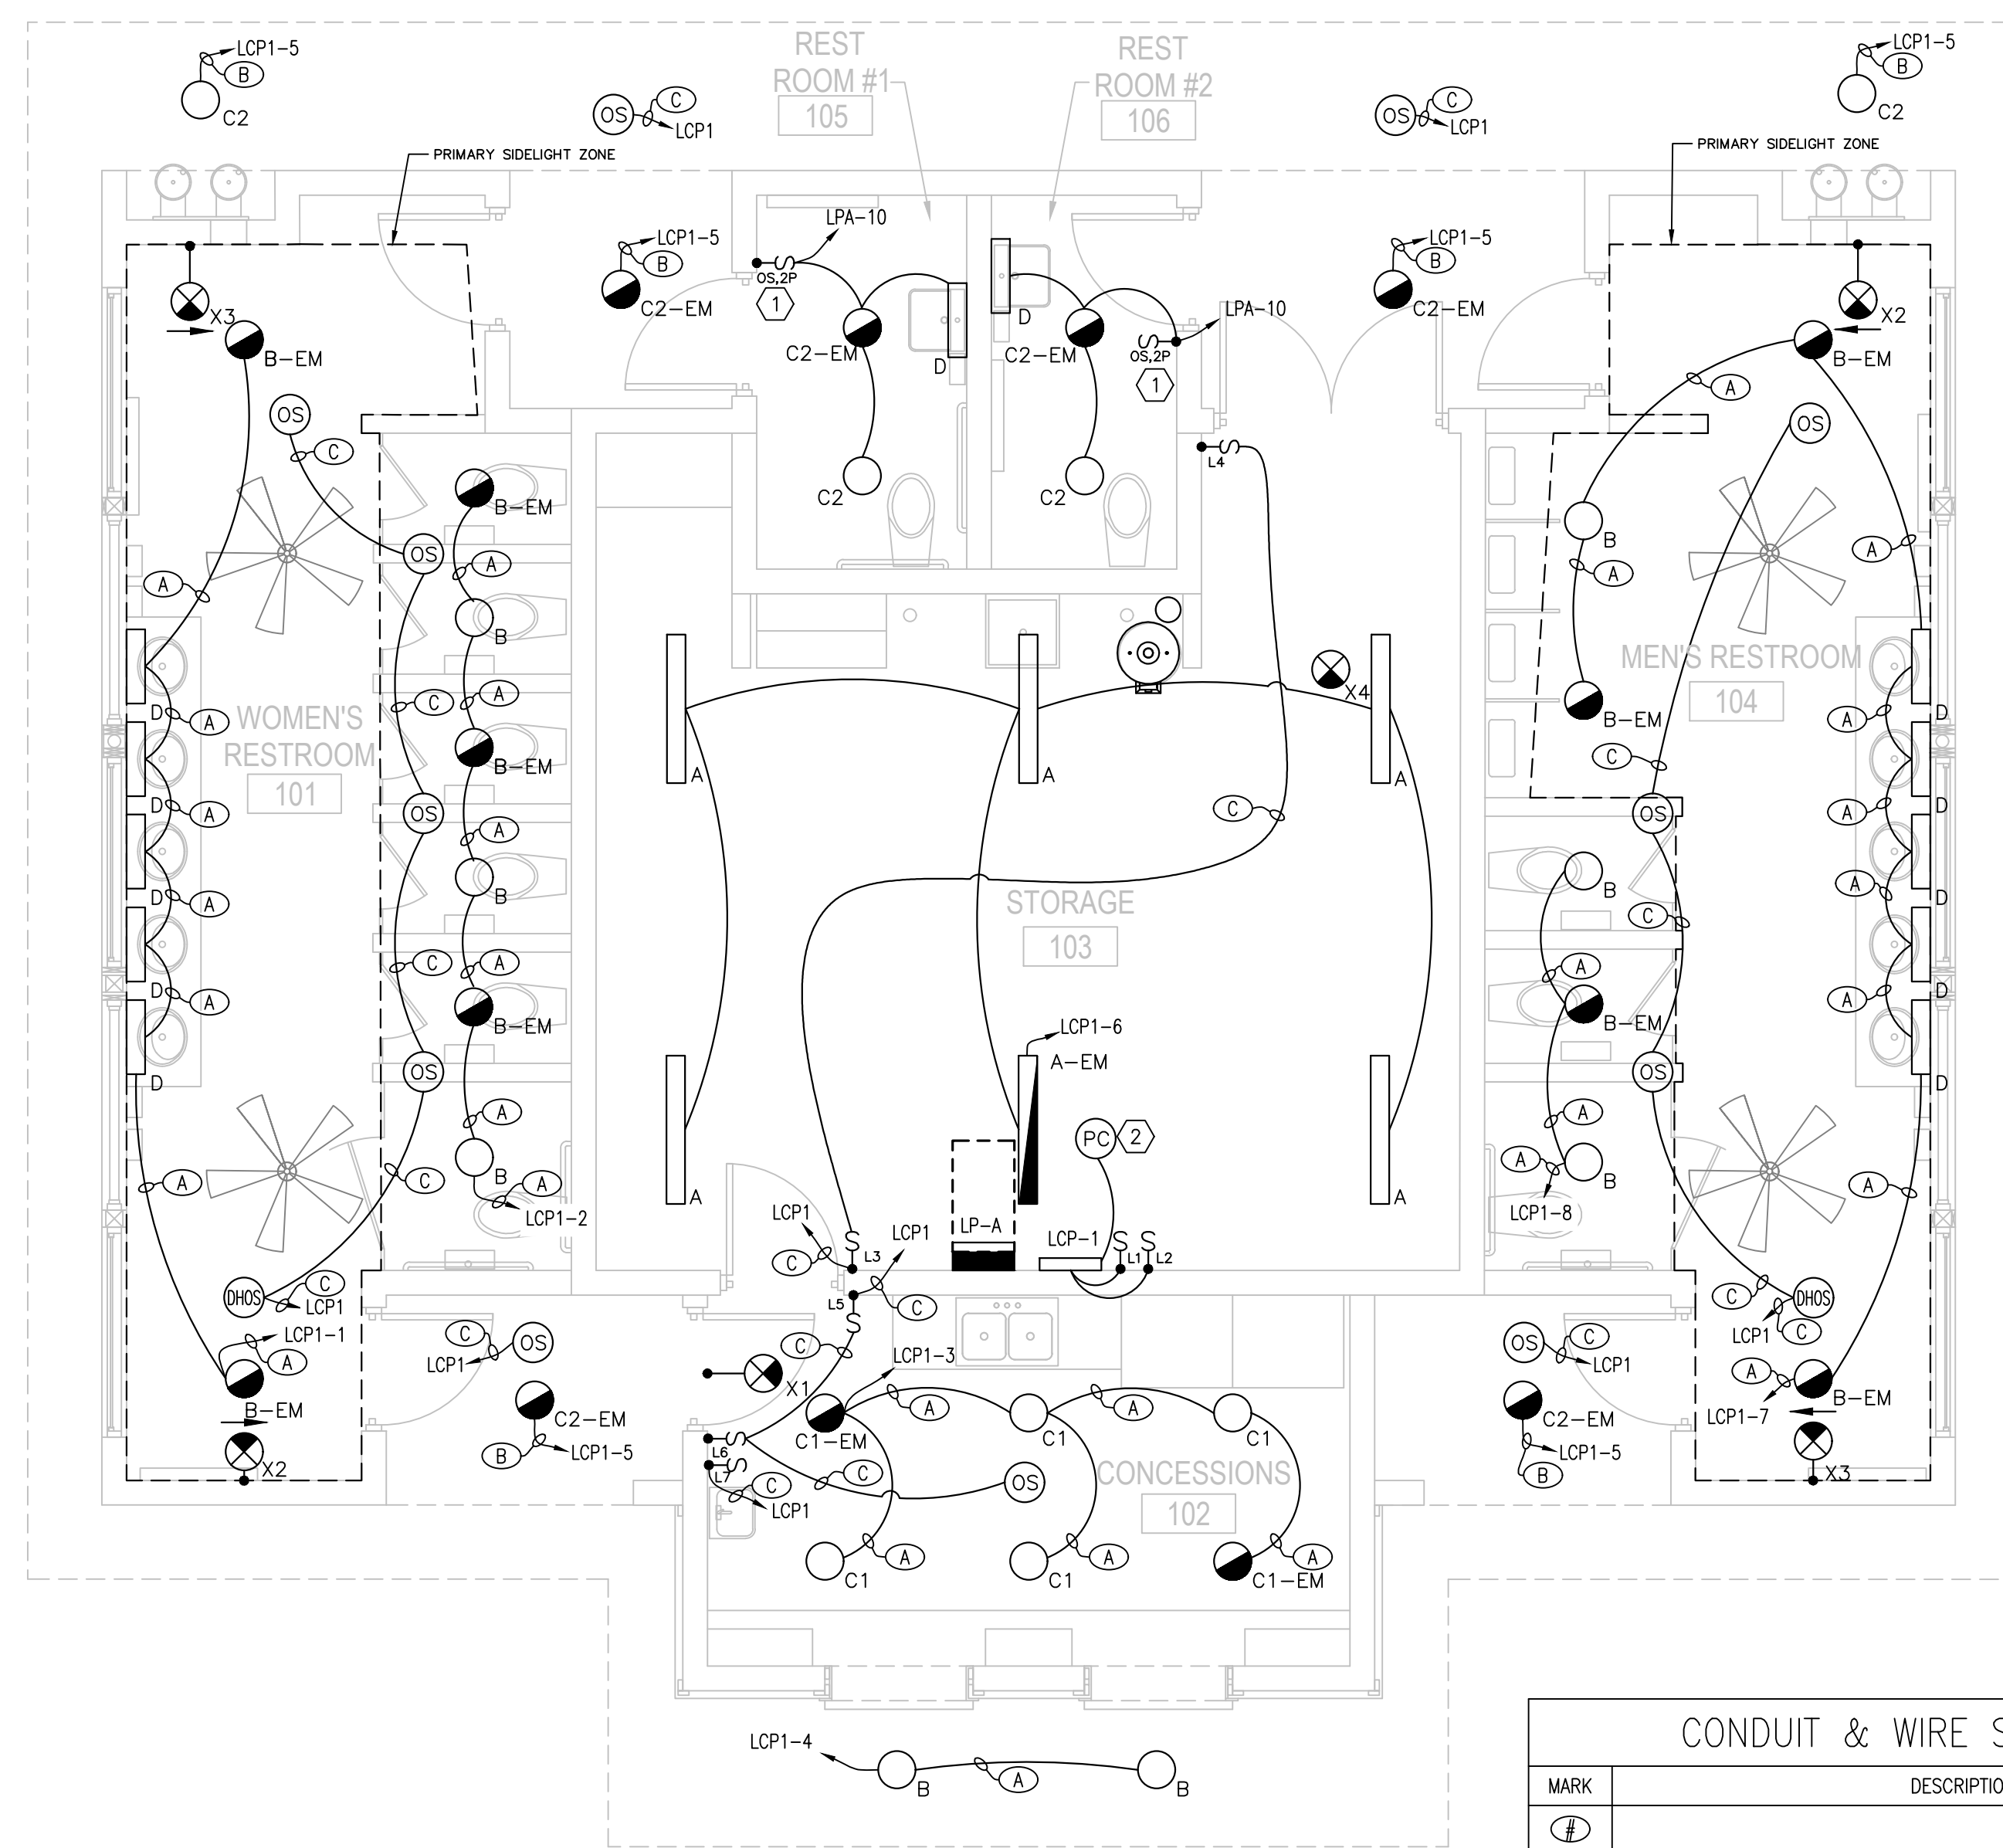 LCP1-5
B
C2
REST
ROOM #1
105
REST
ROOM #2
106
OS
C
LCP1
OS
C
LCP1
LCP1-5
B
C2
PRIMARY SIDELIGHT ZONE
PRIMARY SIDELIGHT ZONE
LPA-10
LCP1-5
B
C2-EM
OS,2P
1
C2-EM
D
C2
D
C2-EM
OS,2P
1
C2
LPA-10
LCP1-5
B
C2-EM
X3
B-EM
OS
C
X2
B-EM
A
OS
L4
B-EM
OS
A
B
A
B-EM
C
OS
A
B
A
B-EM
C
OS
A
B
A
LCP1-2
A
WOMEN'S
RESTROOM
101
D
A
D
A
D
A
D
A
D
A
C
DHOS
C
LCP1
LCP1-1
A
B-EM
X2
A
A
A
X4
C
STORAGE
103
LCP1-6
A-EM
A
A
PC
2
LP-A
LCP-1
L1
L2
LCP1
C
L3
LCP1
C
L5
B
A
B-EM
A
MEN'S RESTROOM
104
C
OS
D
A
D
A
D
A
D
A
D
B
C
A
B-EM
OS
A
B
A
LCP1-8
A
C
DHOS
LCP1
C
A
B-EM
LCP1-7
X3
C
OS
LCP1
C2-EM
B
LCP1-5
OS
C
LCP1
C2-EM
LCP1-5
B
C
X1
LCP1-3
C1-EM
A
C1
A
C1
L6
L7
C
LCP1
C
OS
CONCESSIONS
102
C1
A
C1
A
C1-EM
A
LCP1-4
B
A
B
CONDUIT & WIRE S
MARK
DESCRIPTIO
#